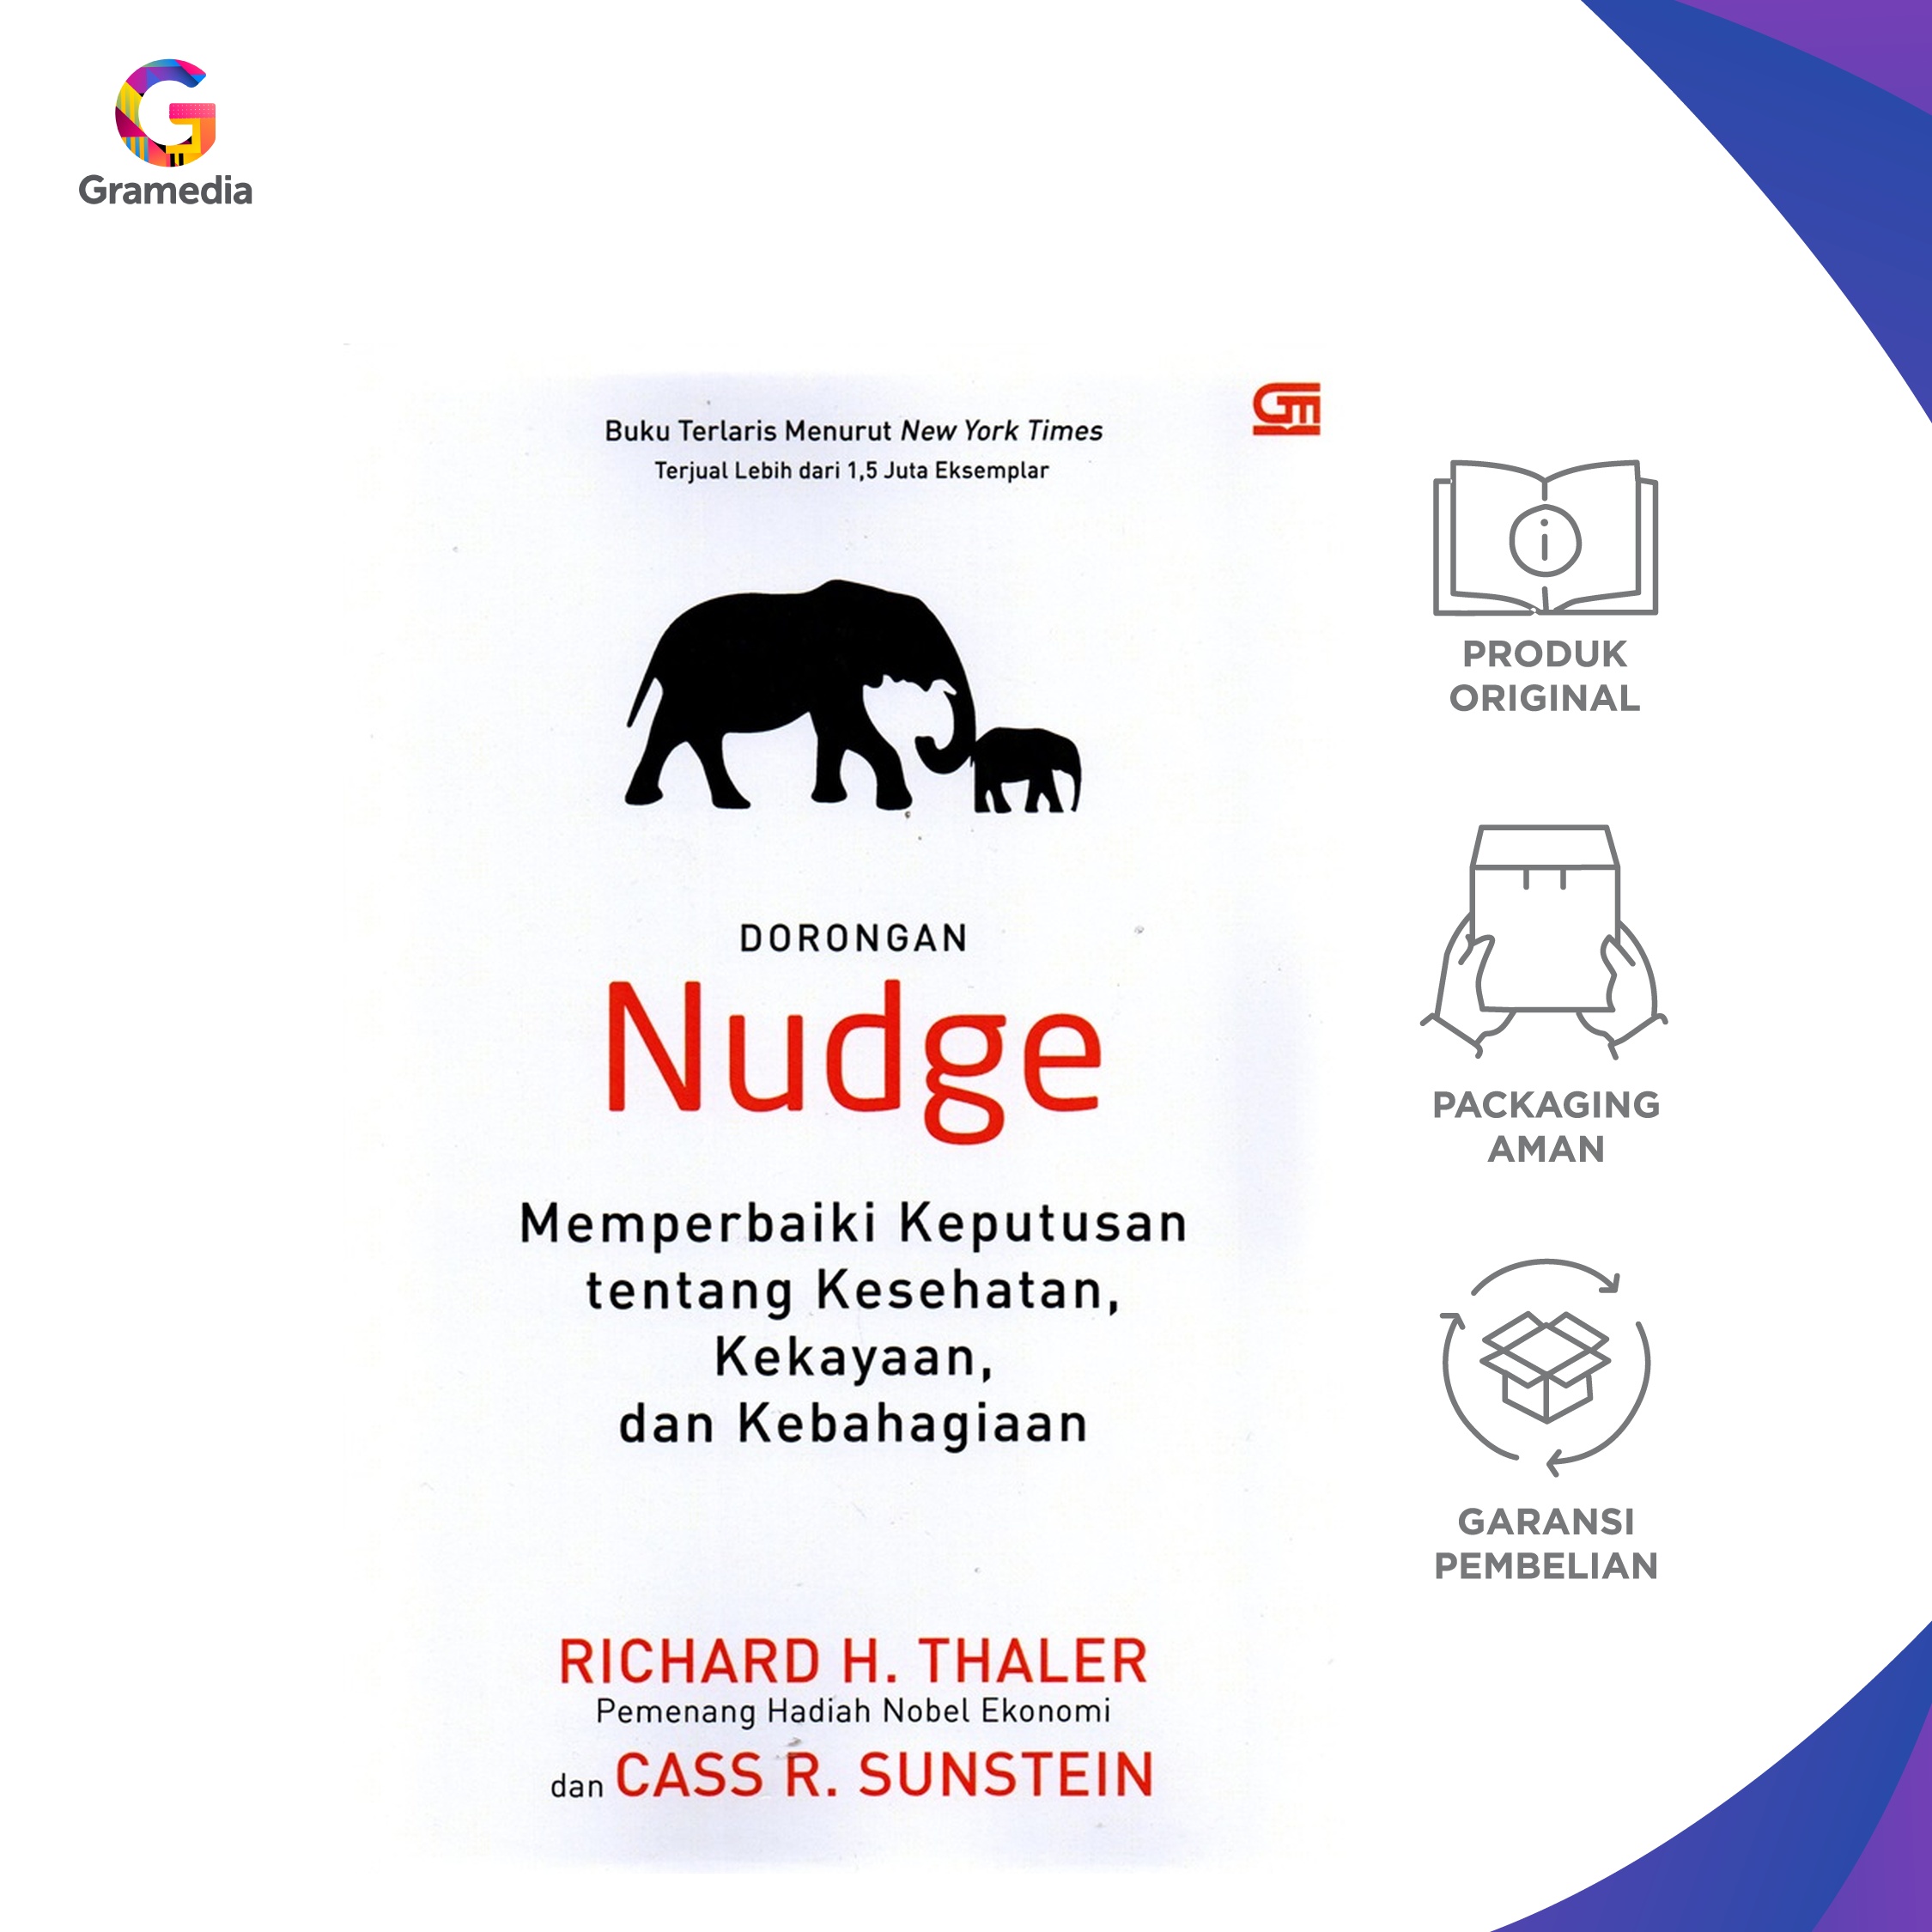 Gramedia
Buku Terlaris Menurut New York Times
Terjual Lebih dari 1,5 Juta Eksemplar
GM
DORONGAN
Nudge
Memperbaiki Keputusan
tentang Kesehatan,
Kekayaan,
dan Kebahagiaan
RICHARD H. THALER
Pemenang Hadiah Nobel Ekonomi
dan CASS R. SUNSTEIN
PRODUK
ORIGINAL
PACKAGING
AMAN
GARANSI
PEMBELIAN